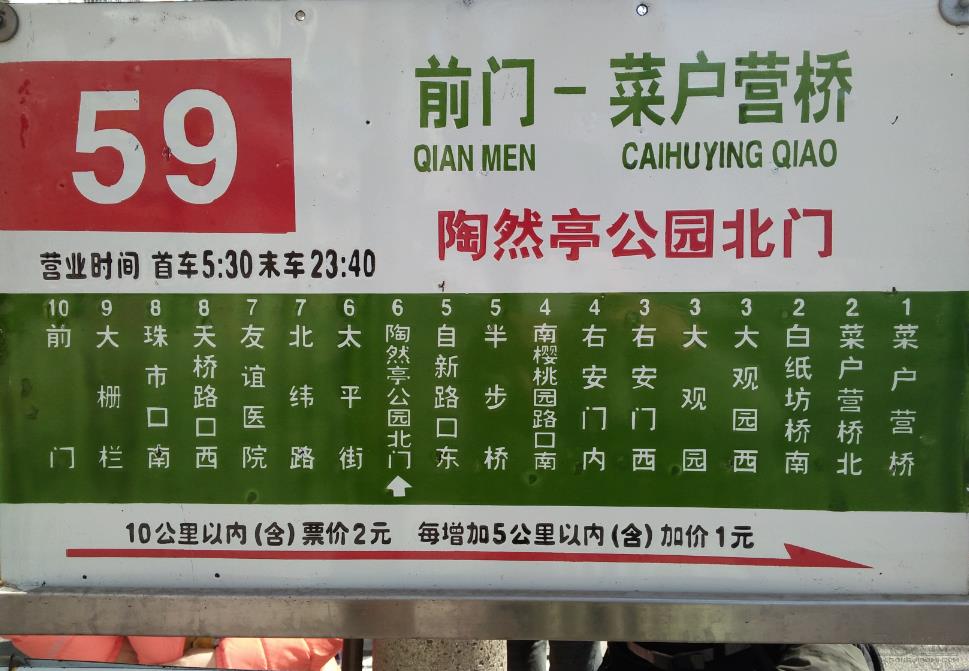 59
前门－菜户营桥
QIAN MEN CAIHUYING QIAO
陶然亭公园北门
营业时间 首车5:30末车23:40
10 前门
9 大栅栏
8 珠市口南
8 天桥路口西
7 友谊医院
7 北纬路
6 太平街
6 陶然亭公园北门
5 自新路口东
5 半步桥
4 南樱桃园路口南
4 右安门内
3 右安门西
3 大观园
3 大观园西
2 白纸坊桥南
2 菜户营桥北
1 菜户营桥
10公里以内(含)票价2元 每增加5公里以内(含)加价1元